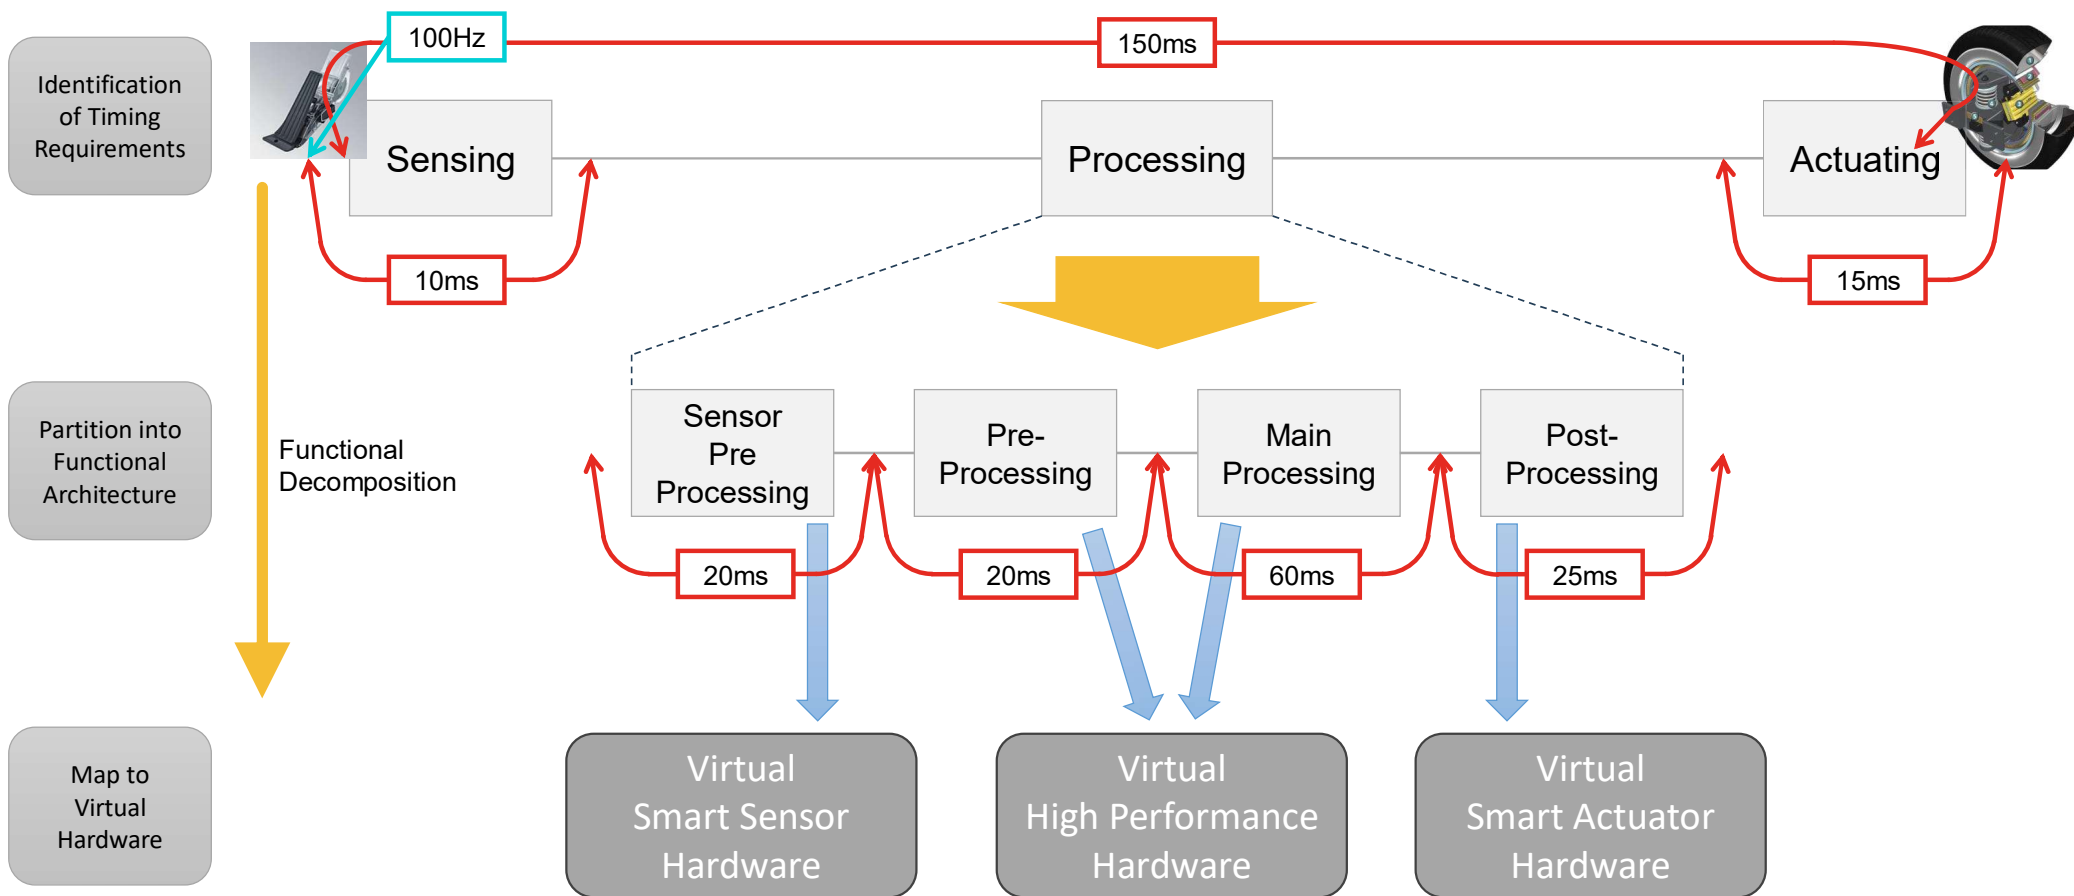 100Hz
150ms
Identification
of Timing
Requirements
Sensing
Processing
Actuating
10ms
15ms
Partition into
Functional
Architecture
Functional
Decomposition
Sensor
Pre
Processing
Pre-
Processing
Main
Processing
Post-
Processing
20ms
20ms
60ms
25ms
Map to
Virtual
Hardware
Virtual
Smart Sensor
Hardware
Virtual
High Performance
Hardware
Virtual
Smart Actuator
Hardware